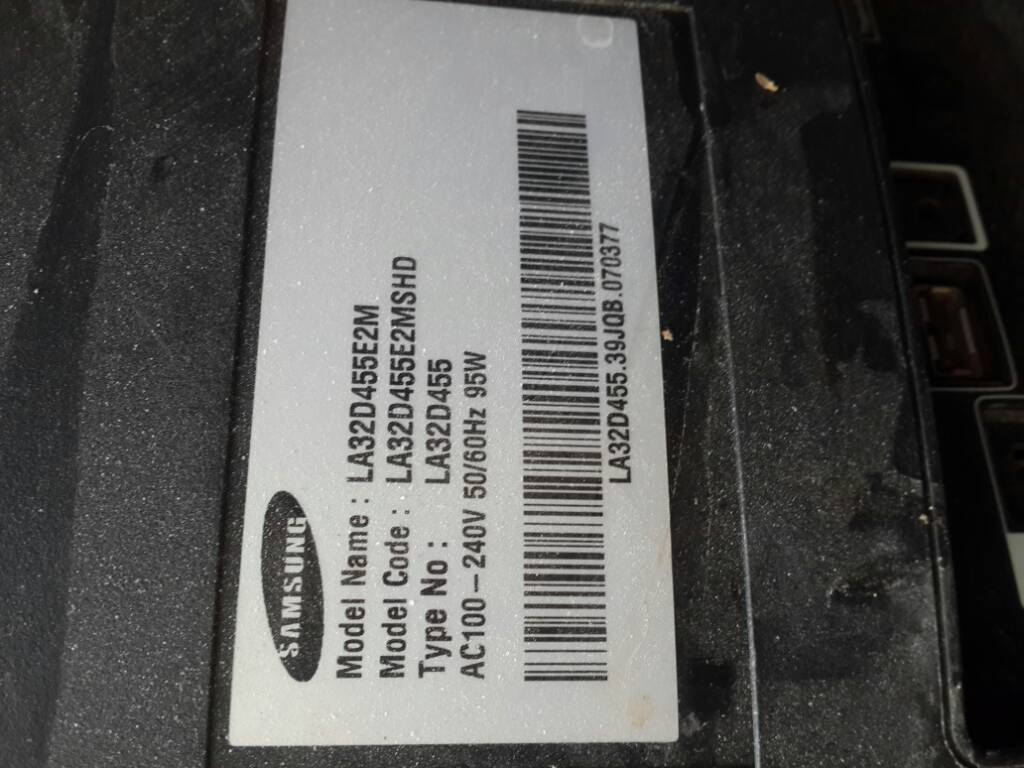 SAMSUNG
Model Name : LA32D455E2M
Model Code : LA32D455E2MSHD
Type No : LA32D455
AC100-240V 50/60Hz 95W
LA32D455.39JQB.070377